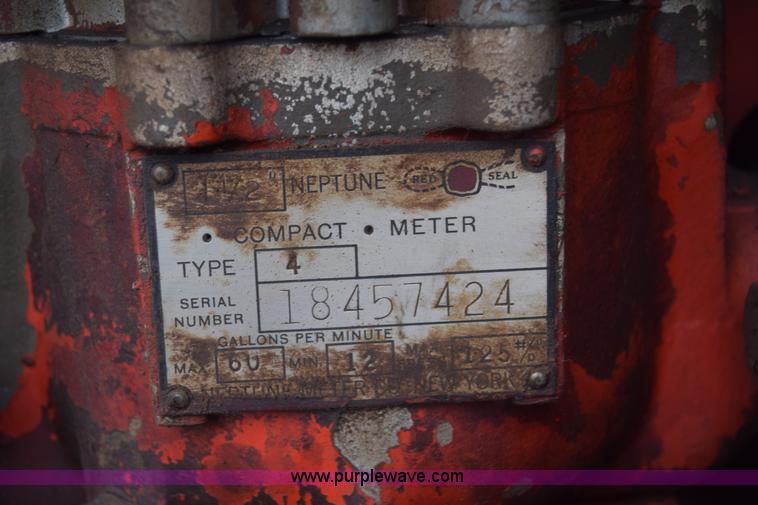 1 1/2" NEPTUNE RED SEAL
• COMPACT • METER
TYPE 4
SERIAL NUMBER 18457424
GALLONS PER MINUTE
MAX. 60 MIN. 12 125 #/□"
NEPTUNE METER CO. NEW YORK
www.purplewave.com